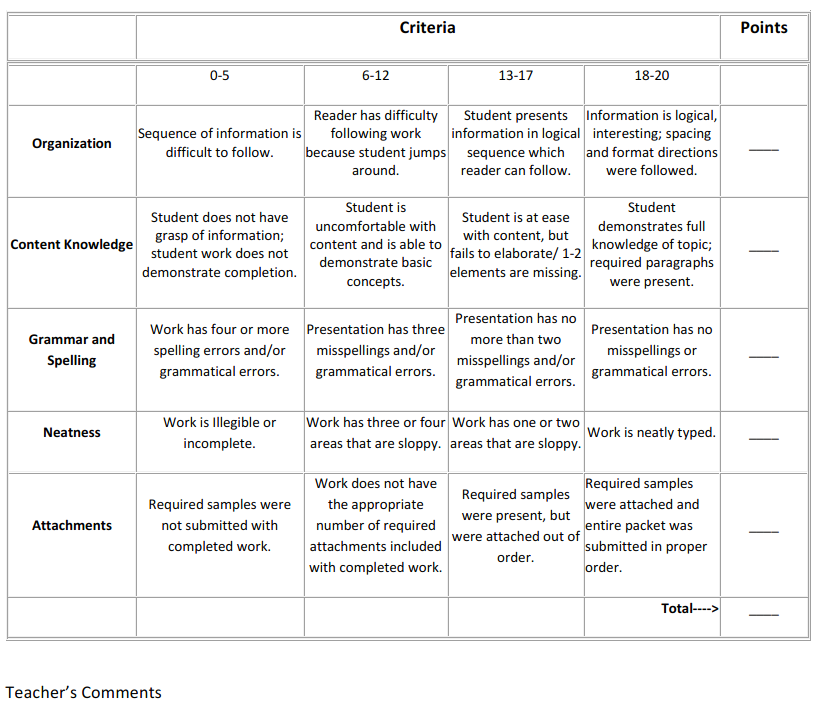 Criteria
Points
0-5
6-12
13-17
18-20
Organization
Sequence of information is
difficult to follow.
Reader has difficulty
following work
because student jumps
around.
Student presents
information in logical
sequence which
reader can follow.
Information is logical,
interesting; spacing
and format directions
were followed.
____
Content Knowledge
Student does not have
grasp of information;
student work does not
demonstrate completion.
Student is
uncomfortable with
content and is able to
demonstrate basic
concepts.
Student is at ease
with content, but
fails to elaborate/ 1-2
elements are missing.
Student
demonstrates full
knowledge of topic;
required paragraphs
were present.
____
Grammar and
Spelling
Work has four or more
spelling errors and/or
grammatical errors.
Presentation has three
misspellings and/or
grammatical errors.
Presentation has no
more than two
misspellings and/or
grammatical errors.
Presentation has no
misspellings or
grammatical errors.
____
Neatness
Work is Illegible or
incomplete.
Work has three or four
areas that are sloppy.
Work has one or two
areas that are sloppy.
Work is neatly typed.
____
Attachments
Required samples were
not submitted with
completed work.
Work does not have
the appropriate
number of required
attachments included
with completed work.
Required samples
were present, but
were attached out of
order.
Required samples
were attached and
entire packet was
submitted in proper
order.
____
Total---->
____
Teacher’s Comments